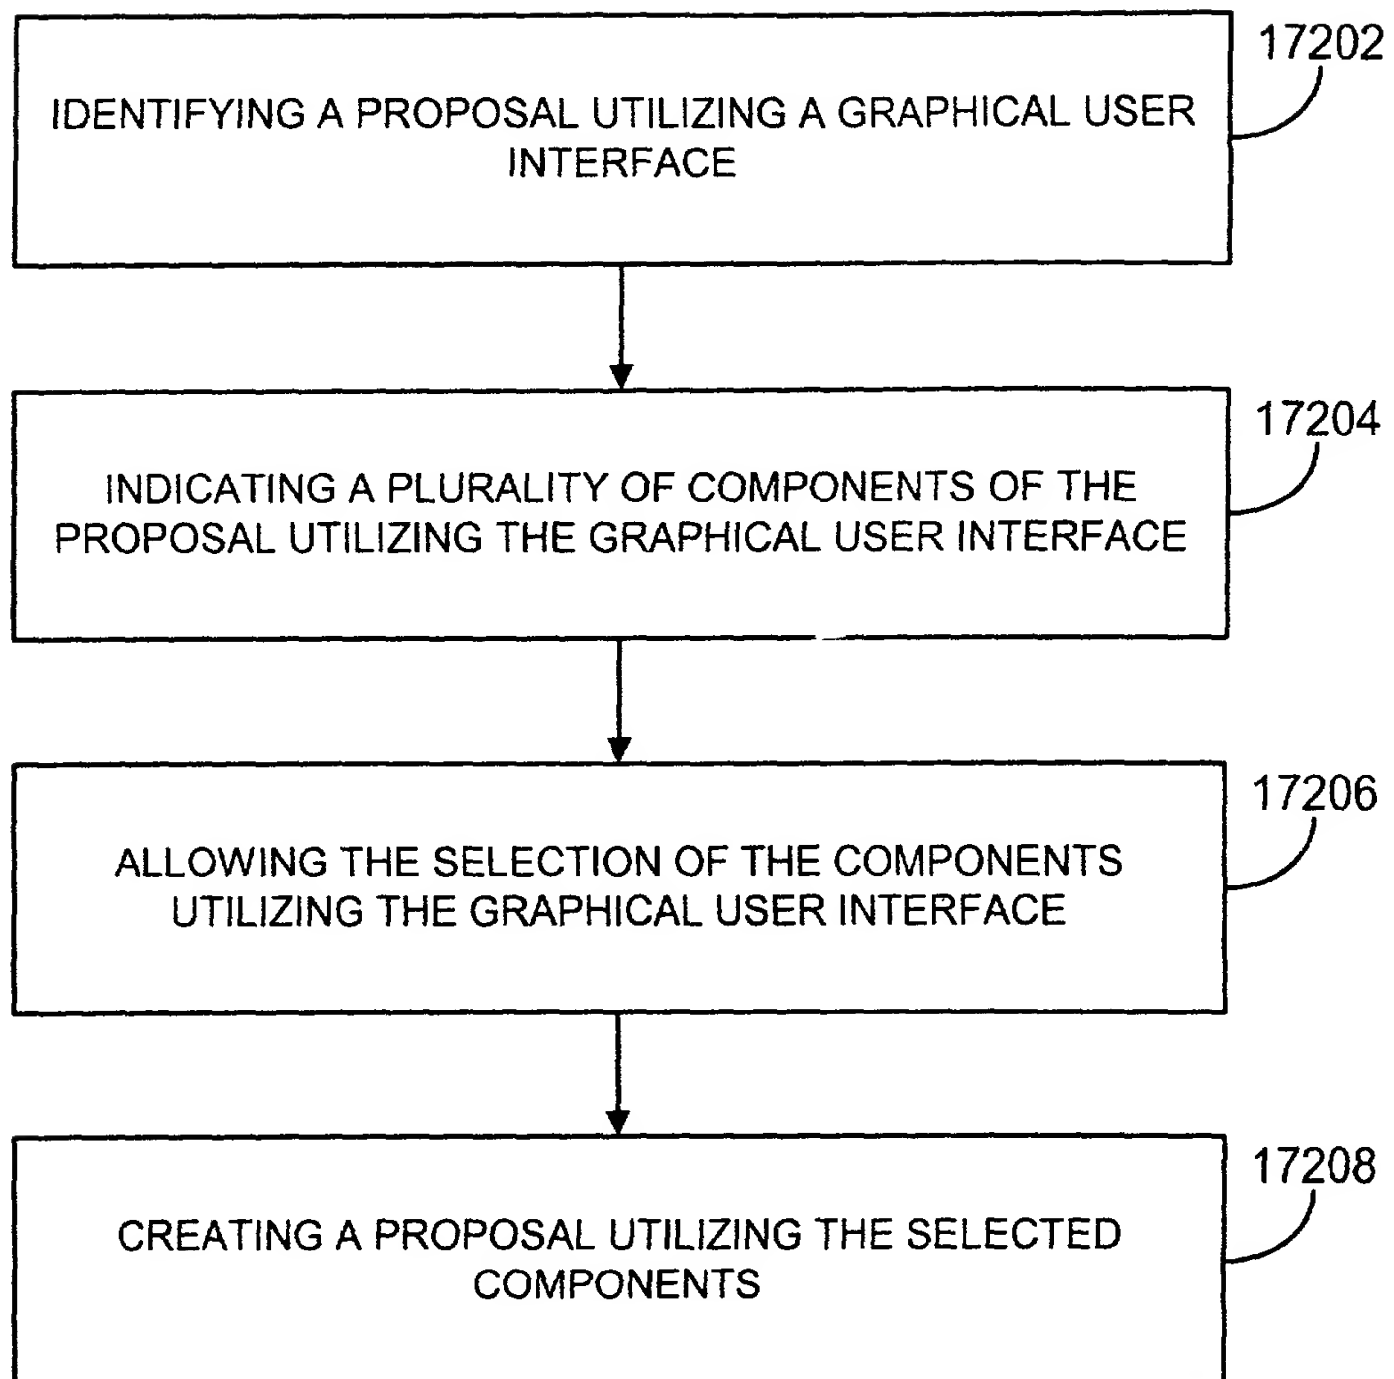 17202
IDENTIFYING A PROPOSAL UTILIZING A GRAPHICAL USER
INTERFACE
17204
INDICATING A PLURALITY OF COMPONENTS OF THE
PROPOSAL UTILIZING THE GRAPHICAL USER INTERFACE
17206
ALLOWING THE SELECTION OF THE COMPONENTS
UTILIZING THE GRAPHICAL USER INTERFACE
17208
CREATING A PROPOSAL UTILIZING THE SELECTED
COMPONENTS